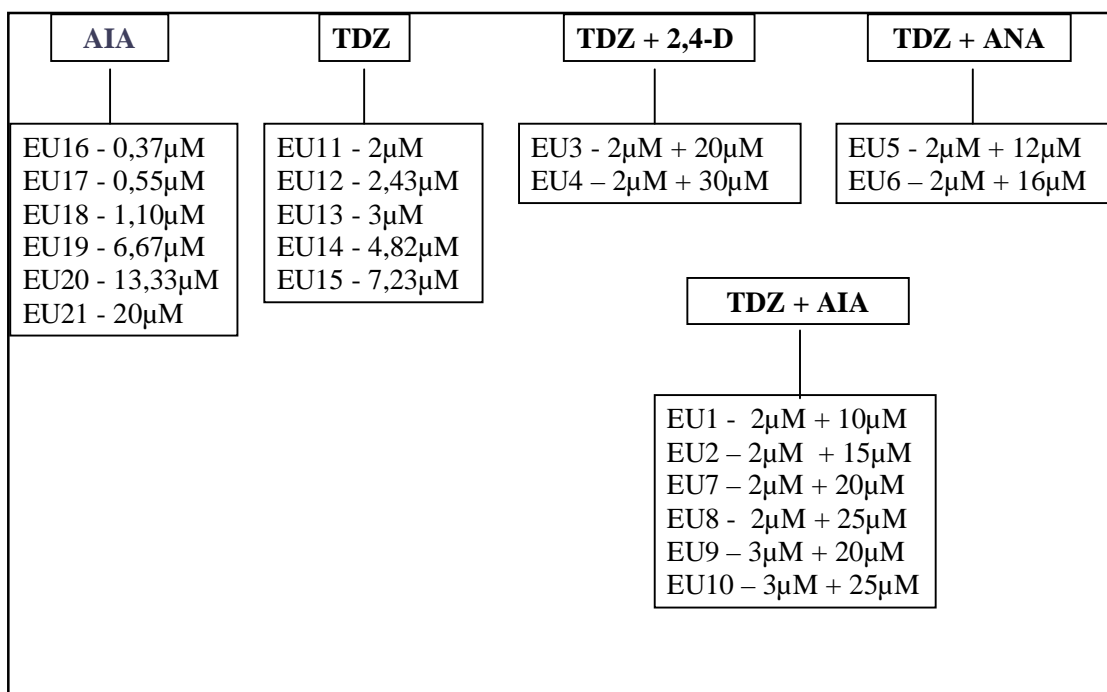 AIA
EU16 - 0,37µM
EU17 - 0,55µM
EU18 - 1,10µM
EU19 - 6,67µM
EU20 - 13,33µM
EU21 - 20µM
TDZ
EU11 - 2µM
EU12 - 2,43µM
EU13 - 3µM
EU14 - 4,82µM
EU15 - 7,23µM
TDZ + 2,4-D
EU3 - 2µM + 20µM
EU4 – 2µM + 30µM
TDZ + ANA
EU5 - 2µM + 12µM
EU6 – 2µM + 16µM
TDZ + AIA
EU1 -  2µM + 10µM
EU2 – 2µM  + 15µM
EU7 – 2µM + 20µM
EU8 -  2µM + 25µM
EU9 – 3µM + 20µM
EU10 – 3µM + 25µM